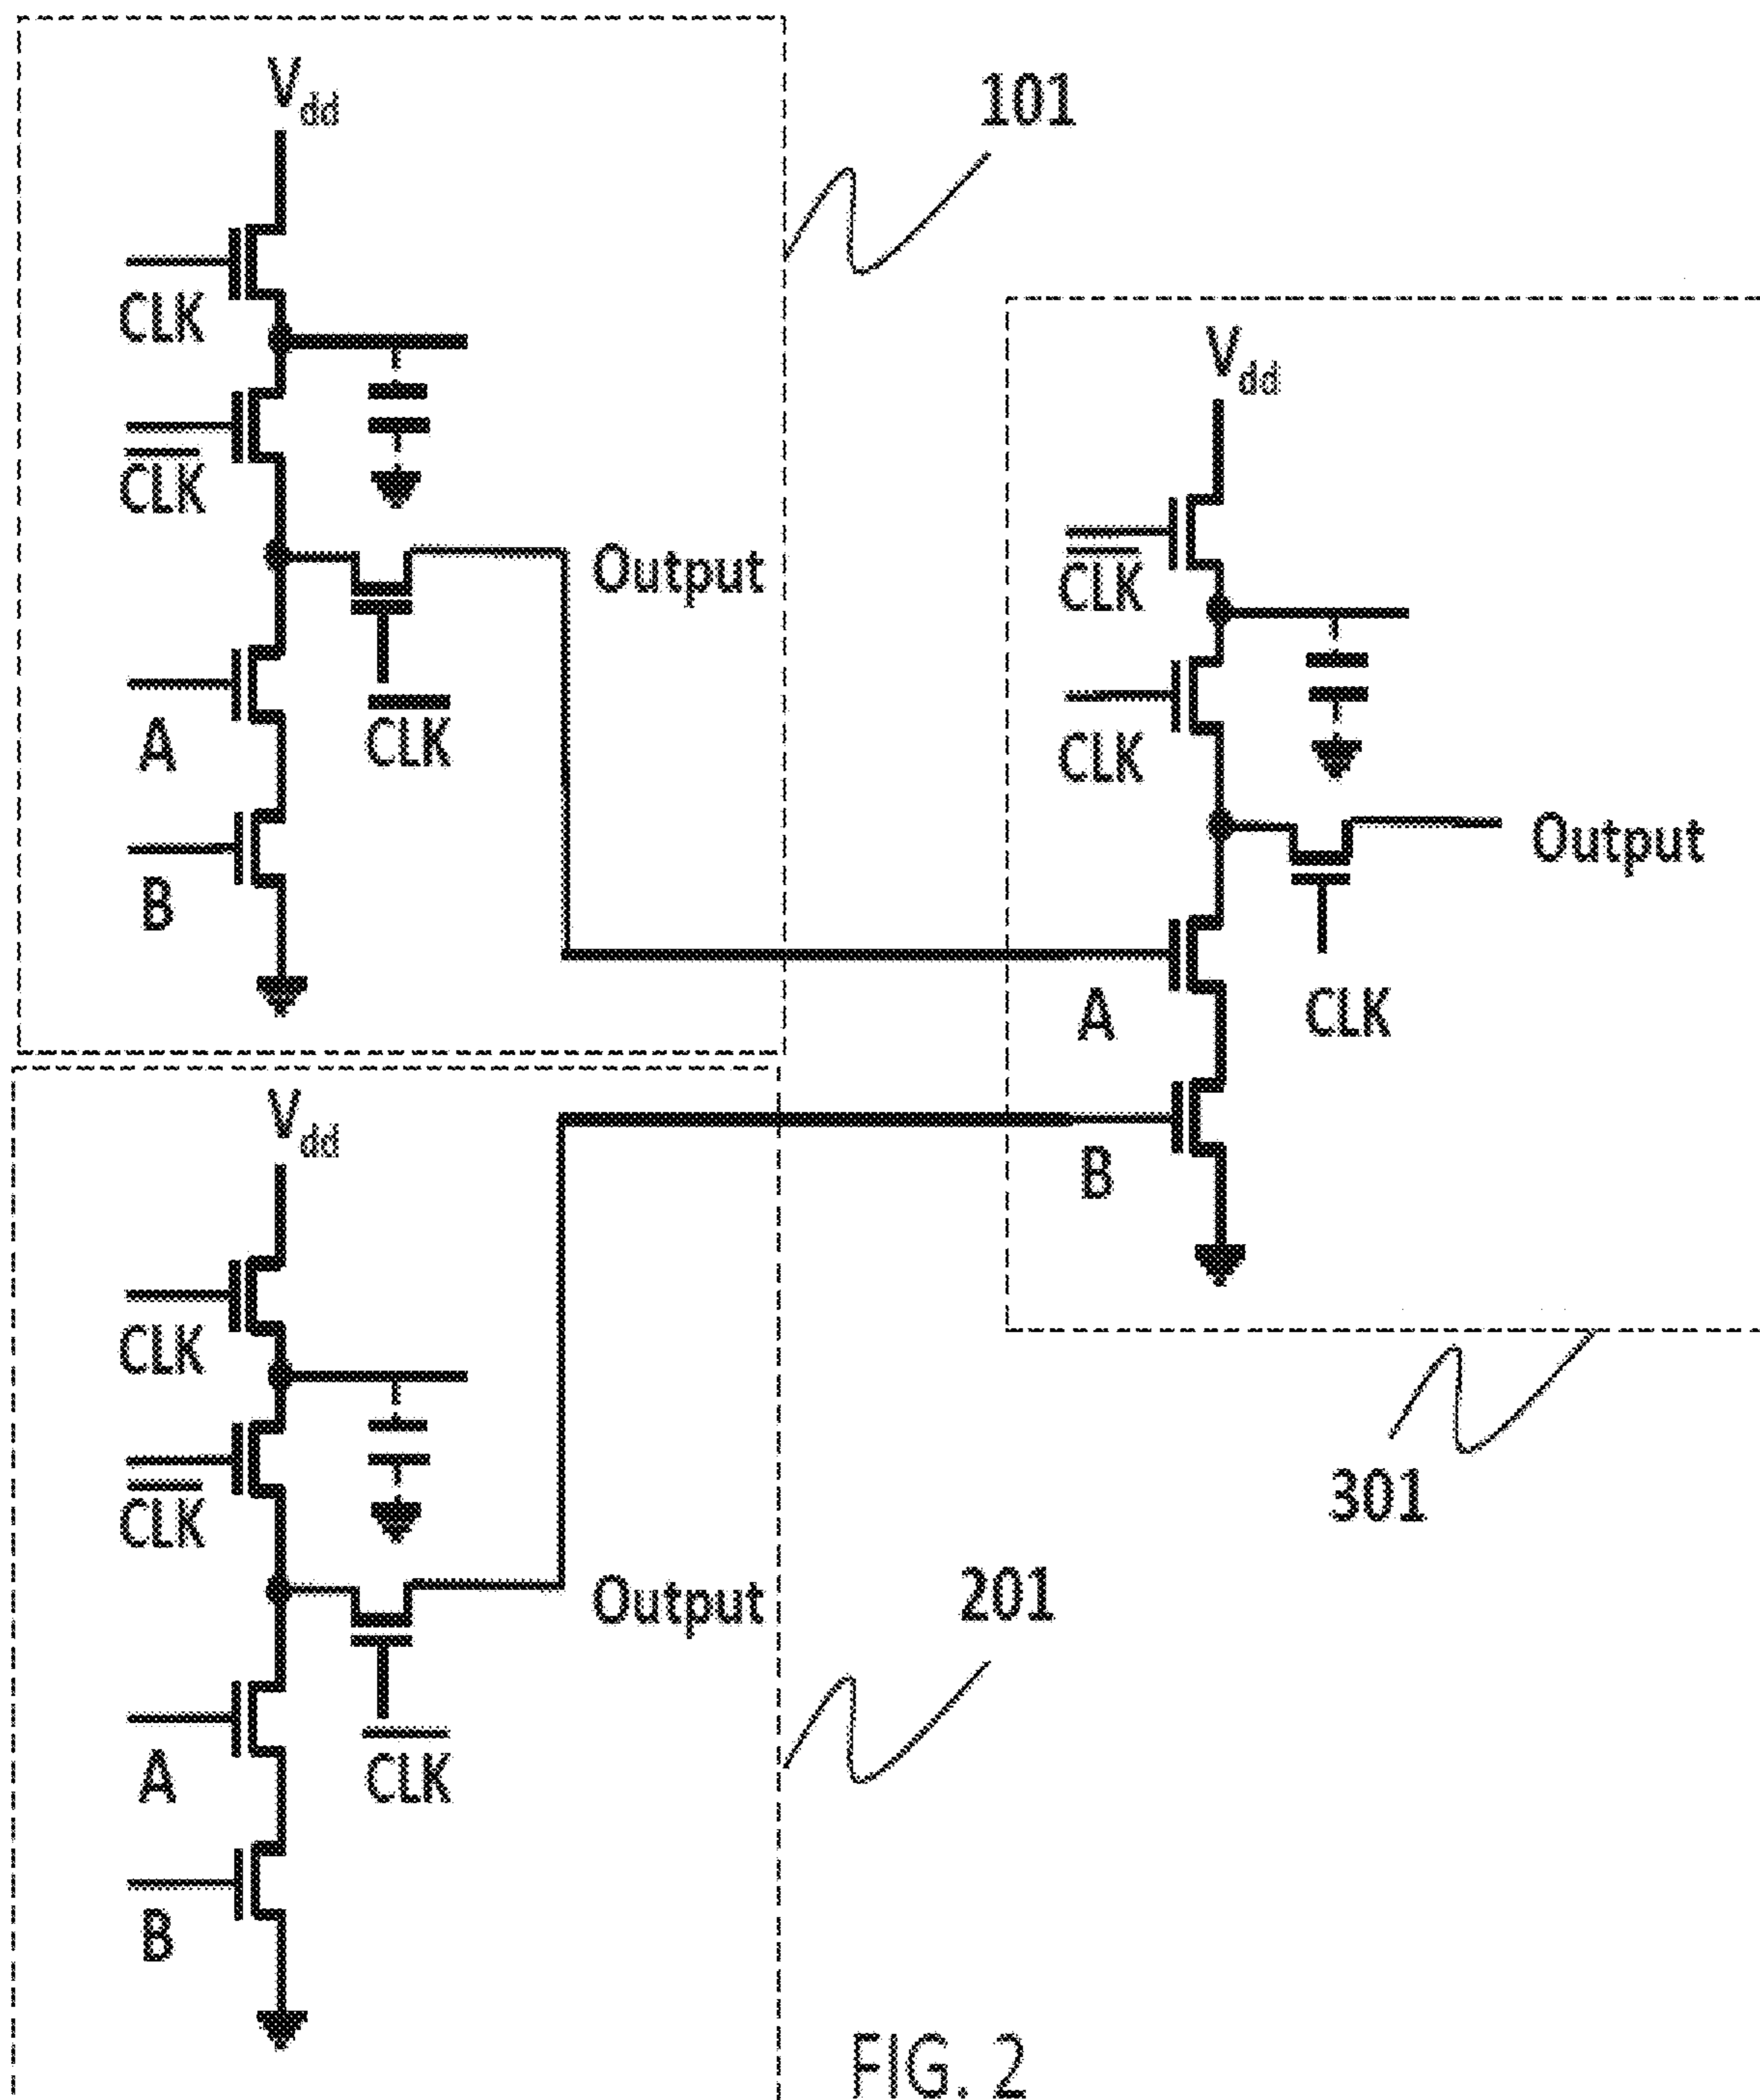 V_dd
101
CLK
C̅L̅K̅
Output
A
C̅L̅K̅
B
V_dd
C̅L̅K̅
CLK
Output
A
CLK
B
301
V_dd
CLK
C̅L̅K̅
Output
201
A
C̅L̅K̅
B
FIG. 2